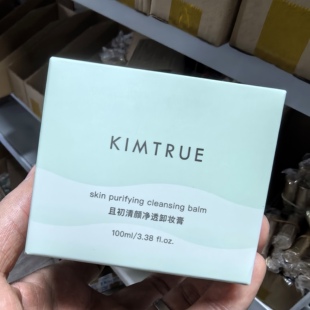 KIMTRUE
skin purifying cleansing balm
且初清颜净透卸妆膏
100ml/3.38 fl.oz.